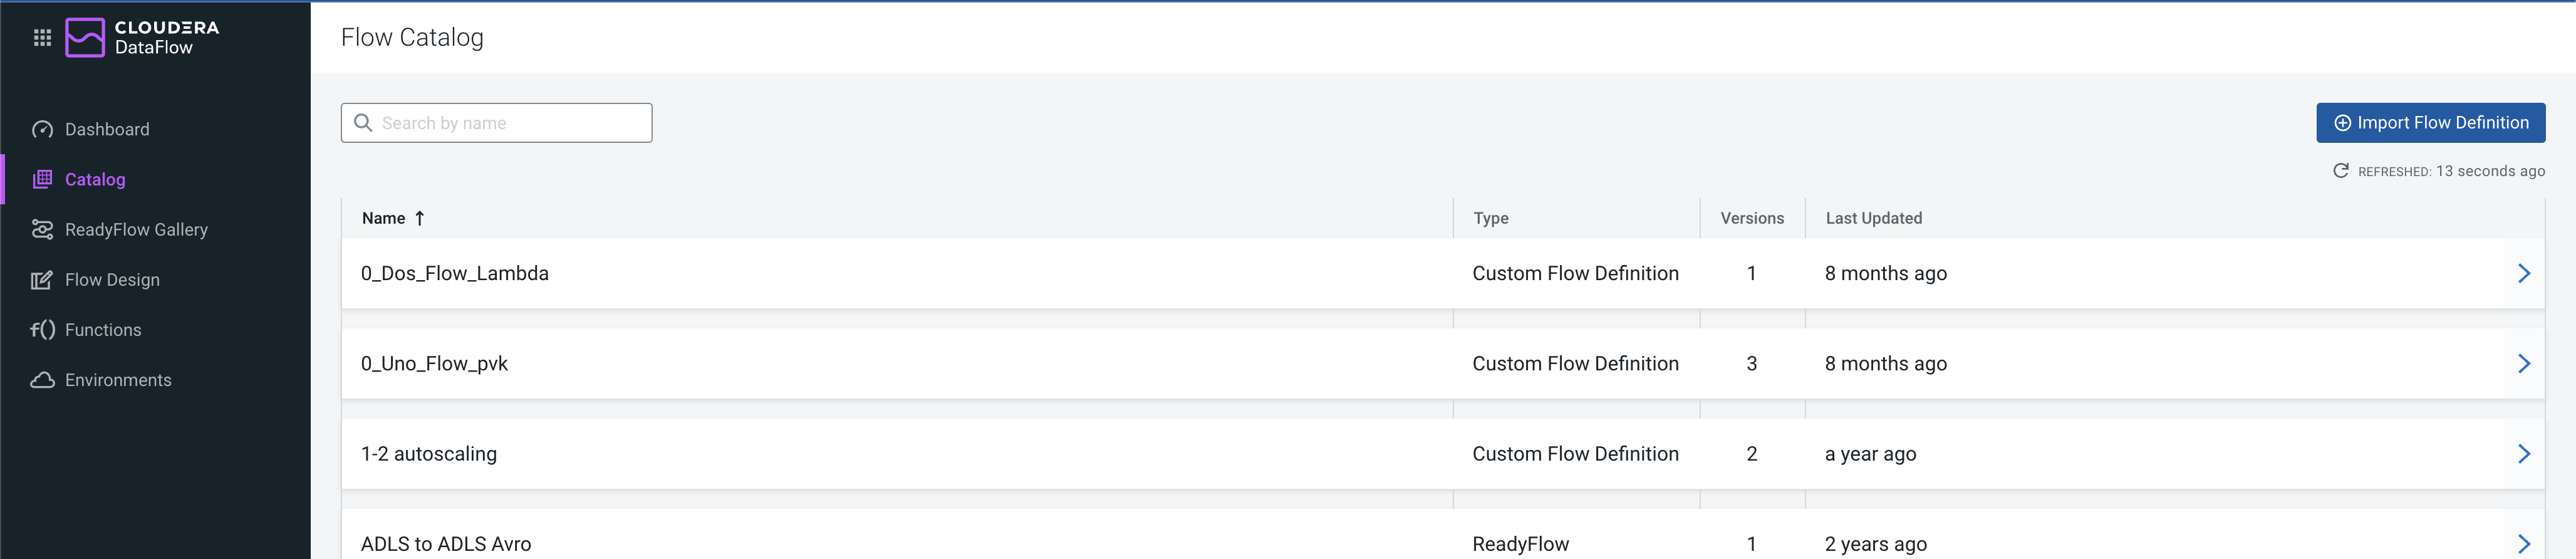 CLOUDERA
DataFlow
Dashboard
Catalog
ReadyFlow Gallery
Flow Design
f() Functions
Environments
Flow Catalog
Search by name
Import Flow Definition
REFRESHED: 13 seconds ago
Name ↑ Type Versions Last Updated
0_Dos_Flow_Lambda Custom Flow Definition 1 8 months ago
0_Uno_Flow_pvk Custom Flow Definition 3 8 months ago
1-2 autoscaling Custom Flow Definition 2 a year ago
ADLS to ADLS Avro ReadyFlow 1 2 years ago